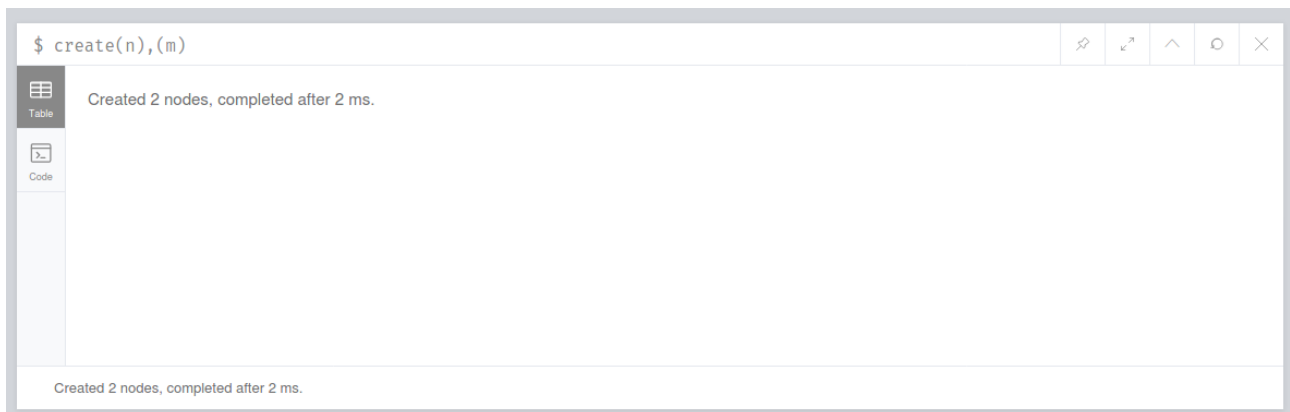 $ create(n),(m)
Table
Created 2 nodes, completed after 2 ms.
Code
Created 2 nodes, completed after 2 ms.